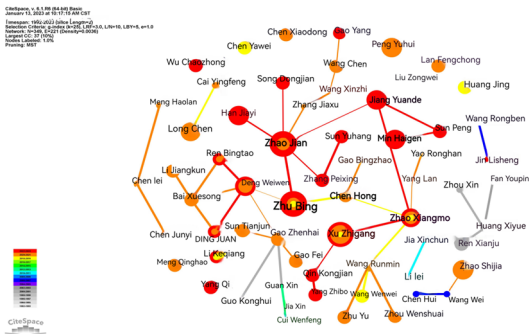 CiteSpace, v. 6.1.R6 (64-bit) Basic
January 13, 2023 at 10:17:15 AM CST
Timespan: 1992-2023 (Slice Length=2)
Selection Criteria: g-index (k=25), LRF=3.0, L/N=10, LBY=5, e=1.0
Network: N=349, E=221 (Density=0.0036)
Largest CC: 37 (10%)
Nodes Labeled: 1.0%
Pruning: MST
Chen Xiaodong
Gao Yang
Chen Yawei
Peng Yuhui
Wu Chaozhong
Wang Chen
Lan Fengchong
Song Dongjian
Liu Zongwei
Cai Yingfeng
Wang Xinzhi
Huang Jing
Meng Haolan
Zhang Jiaxu
Jiang Yuande
Han Jiayi
Wang Rongben
Long Chen
Sun Peng
Zhao Jian
Sun Yuhang
Min Haigen
Ren Bingtao
Gao Bingzhao
Yao Ronghan
Jin Lisheng
Li Jiangkun
Zhang Peixing
Yang Lan
Fan Youpin
Chen lei
Deng Weiwen
Zhou Xin
Bai Xuesong
Chen Hong
Zhu Bing
Zhao Xiangmo
Chen Junyi
Sun Tianjun
Xu Zhigang
Huang Xiyue
DING JUAN
Gao Zhenhai
Jia Xinchun
Ren Xianju
Li Keqiang
Gao Fei
Meng Qinghao
Wang Runmin
Zhao Shijia
Qin Kongjian
Li lei
Yang Qi
Guan Xin
Yang Zhibo
Wang Wenwei
Chen Hui
Guo Konghui
Jia Xin
Wang Wei
Cui Wenfeng
Zhu Yu
Zhou Wenshuai
CiteSpace